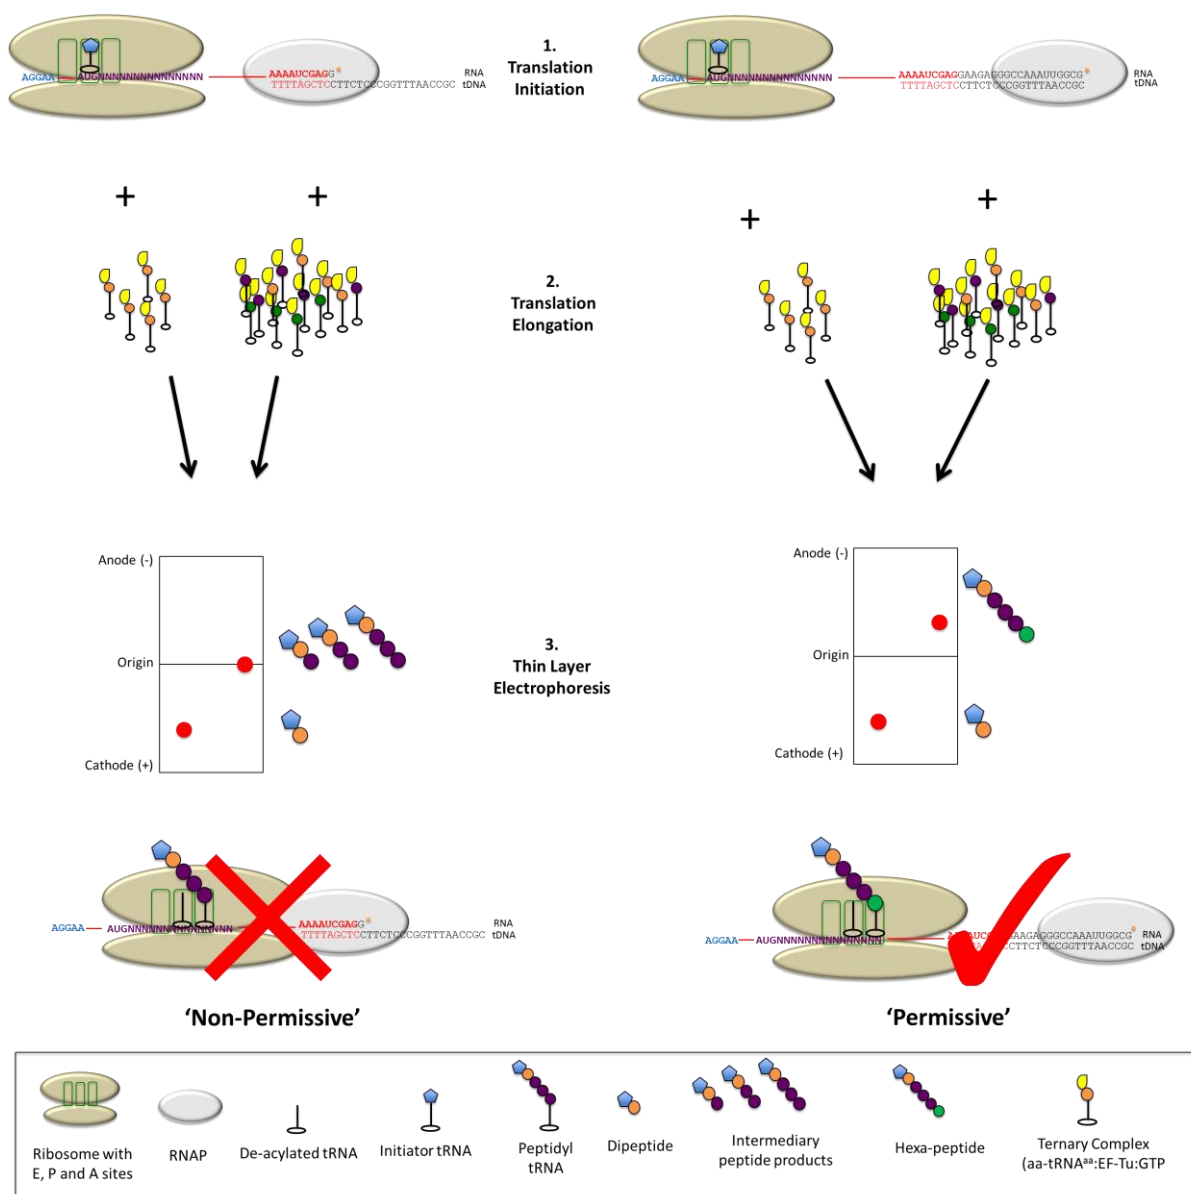 1.
Translation
Initiation
AGGAA AUGNNNNNNNNNNNNNNN AAAAUCGAGG RNA
TTTTAGCTCCTTCTCCCGGTTTAACCGC tDNA
AGGAA AUGNNNNNNNNNNNNNNN AAAAUCGAGGAAGAGGGCCAAAUUGGCG RNA
TTTTAGCTCCTTCTCCCGGTTTAACCGC tDNA
+ +
+ +
2.
Translation
Elongation
Anode (-)
Origin
Cathode (+)
3.
Thin Layer
Electrophoresis
Anode (-)
Origin
Cathode (+)
AGGAA AUGNNNNNNNNNNNNNNN AAAAUCGAGG RNA
TTTTAGCTCCTTCTCCCGGTTTAACCGC tDNA
AGGAA AUGNNNNNNNNNNNNNNN GAAGAGGGCCAAAUUGGCG RNA
CCTTCTCCCGGTTTAACCGC tDNA
‘Non-Permissive’
‘Permissive’
Ribosome with
E, P and A sites
RNAP
De-acylated tRNA
Initiator tRNA
Peptidyl
tRNA
Dipeptide
Intermediary
peptide products
Hexa-peptide
Ternary Complex
(aa-tRNAᵃᵃ:EF-Tu:GTP